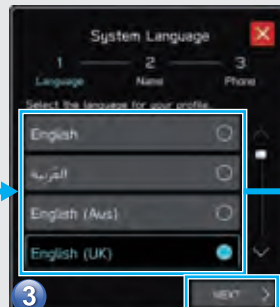 System Language
1 2 3
Language Name Phone
Select the language for your profile.
English
العربية
English (Aus)
English (UK)
3
NEXT